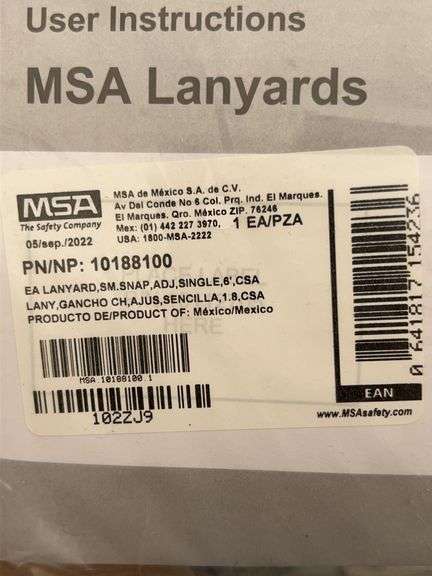 User Instructions
MSA Lanyards
MSA
The Safety Company
05/sep./2022
MSA de México S.A. de C.V.
Av Del Conde No 6 Col. Prq. Ind. El Marques.
El Marques. Qro. México ZIP. 76246
Mex: (01) 442 227 3970,
USA: 1800-MSA-2222
1 EA/PZA
PN/NP: 10188100
EA LANYARD,SM.SNAP,ADJ,SINGLE,6',CSA
LANY,GANCHO CH,AJUS,SENCILLA,1.8,CSA
PRODUCTO DE/PRODUCT OF: México/Mexico
HERE
MSA 10188100 1
102ZJ9
0 641817 154236
EAN
www.MSAsafety.com